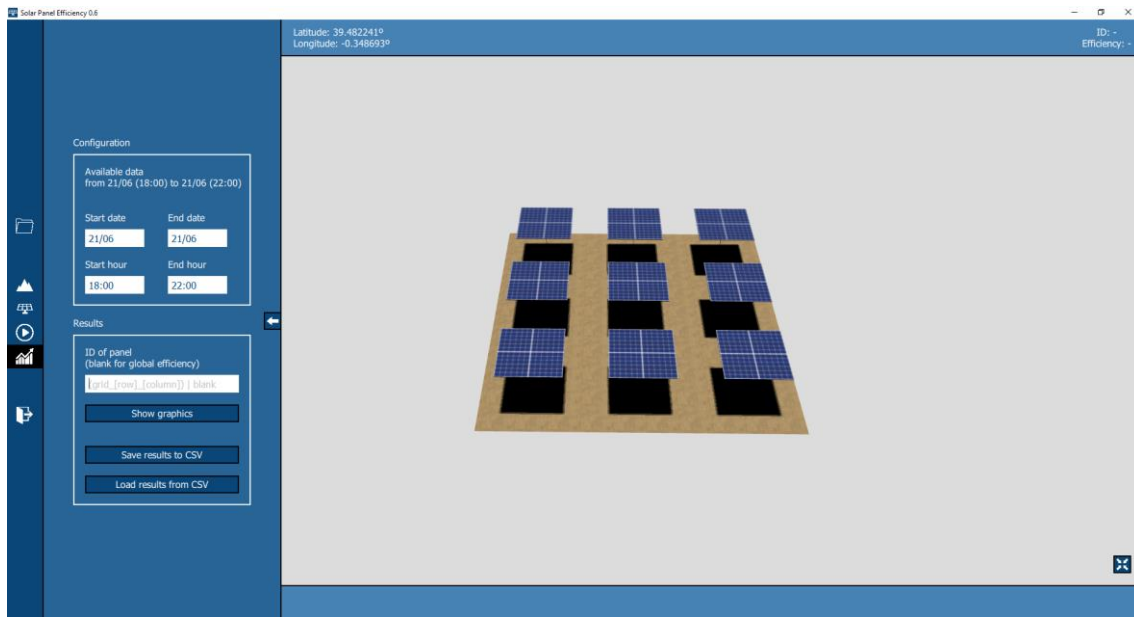 Solar Panel Efficiency 0.6
Latitude: 39.482241º
Longitude: -0.348693º
ID: -
Efficiency: -
Configuration
Available data
from 21/06 (18:00) to 21/06 (22:00)
Start date End date
21/06 21/06
Start hour End hour
18:00 22:00
Results
ID of panel
(blank for global efficiency)
[grid_[row]_[column]] | blank
Show graphics
Save results to CSV
Load results from CSV